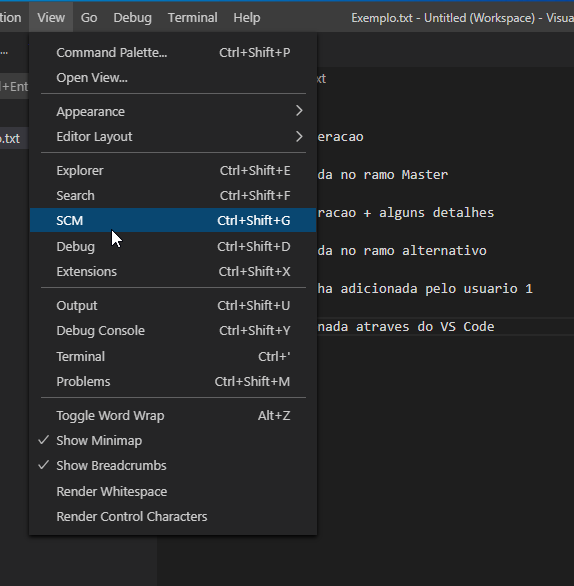 tion View Go Debug Terminal Help Exemplo.txt - Untitled (Workspace) - Visua
...
Command Palette... Ctrl+Shift+P
Open View...
l+Ent
xt
Appearance
Editor Layout
eracao
o.txt
Explorer Ctrl+Shift+E
da no ramo Master
Search Ctrl+Shift+F
SCM Ctrl+Shift+G
racao + alguns detalhes
Debug Ctrl+Shift+D
da no ramo alternativo
Extensions Ctrl+Shift+X
ha adicionada pelo usuario 1
Output Ctrl+Shift+U
Debug Console Ctrl+Shift+Y
nada atraves do VS Code
Terminal Ctrl+'
Problems Ctrl+Shift+M
Toggle Word Wrap Alt+Z
Show Minimap
Show Breadcrumbs
Render Whitespace
Render Control Characters